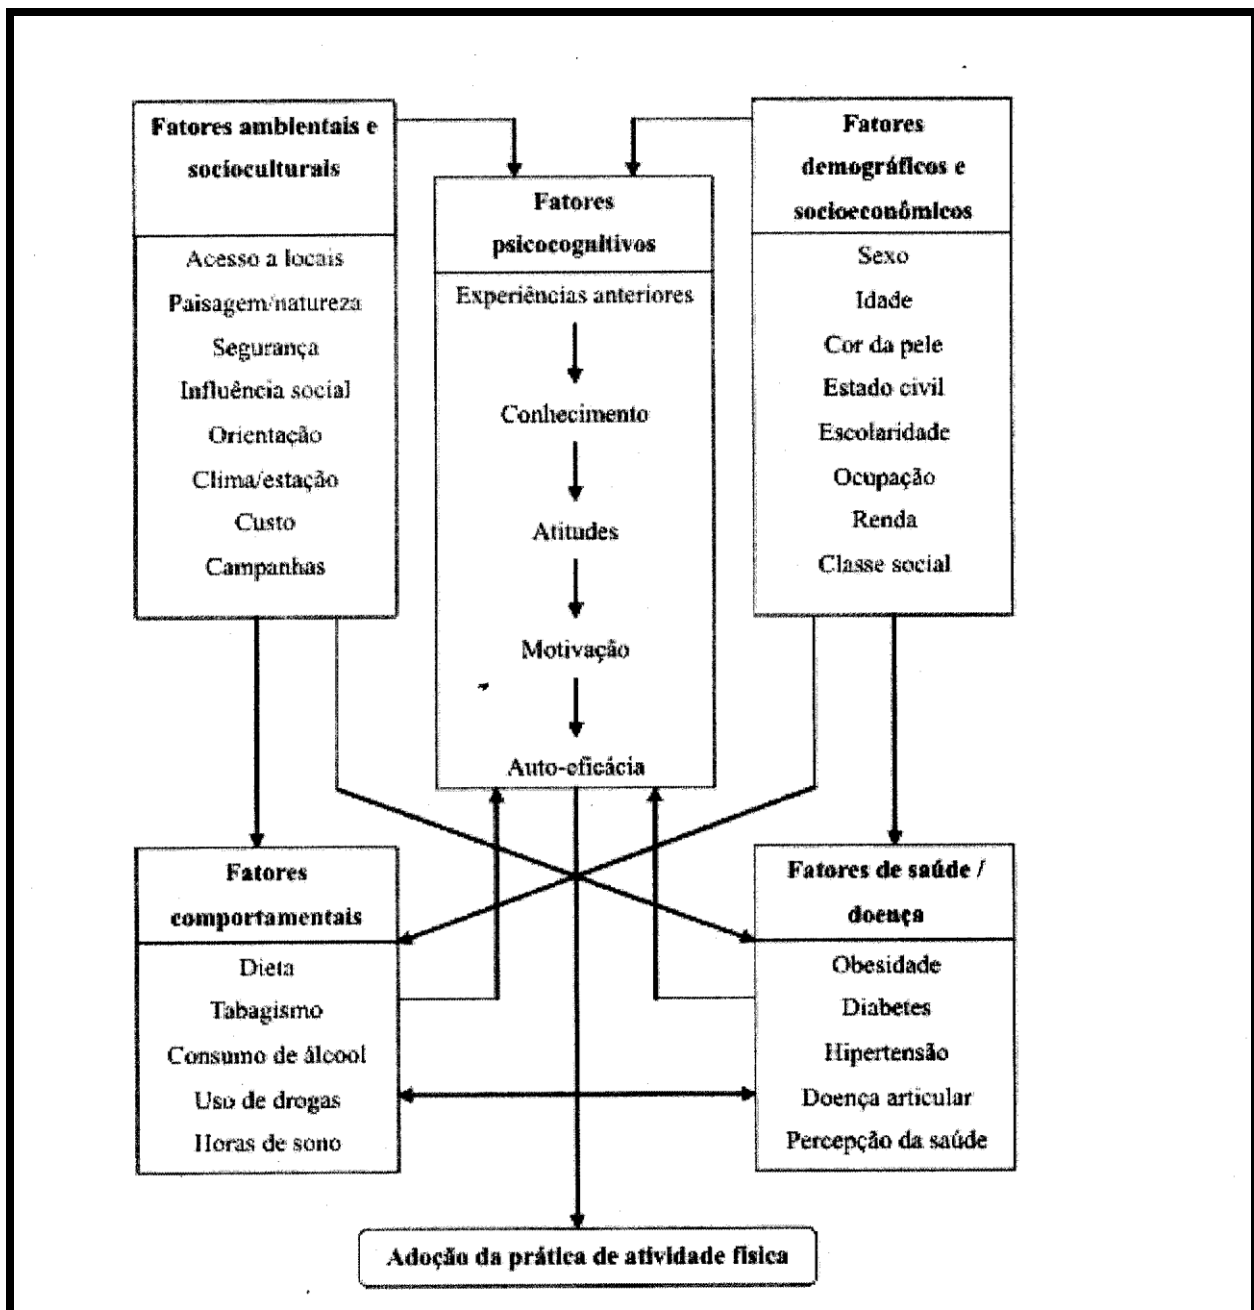 Fatores ambientais e
socioculturais
Acesso a locais
Paisagem/natureza
Segurança
Influência social
Orientação
Clima/estação
Custo
Campanhas
Fatores
psicocognitivos
Experiências anteriores
Conhecimento
Atitudes
Motivação
Auto-eficácia
Fatores
demográficos e
socioeconômicos
Sexo
Idade
Cor da pele
Estado civil
Escolaridade
Ocupação
Renda
Classe social
Fatores
comportamentais
Dieta
Tabagismo
Consumo de álcool
Uso de drogas
Horas de sono
Fatores de saúde /
doença
Obesidade
Diabetes
Hipertensão
Doença articular
Percepção da saúde
Adoção da prática de atividade física